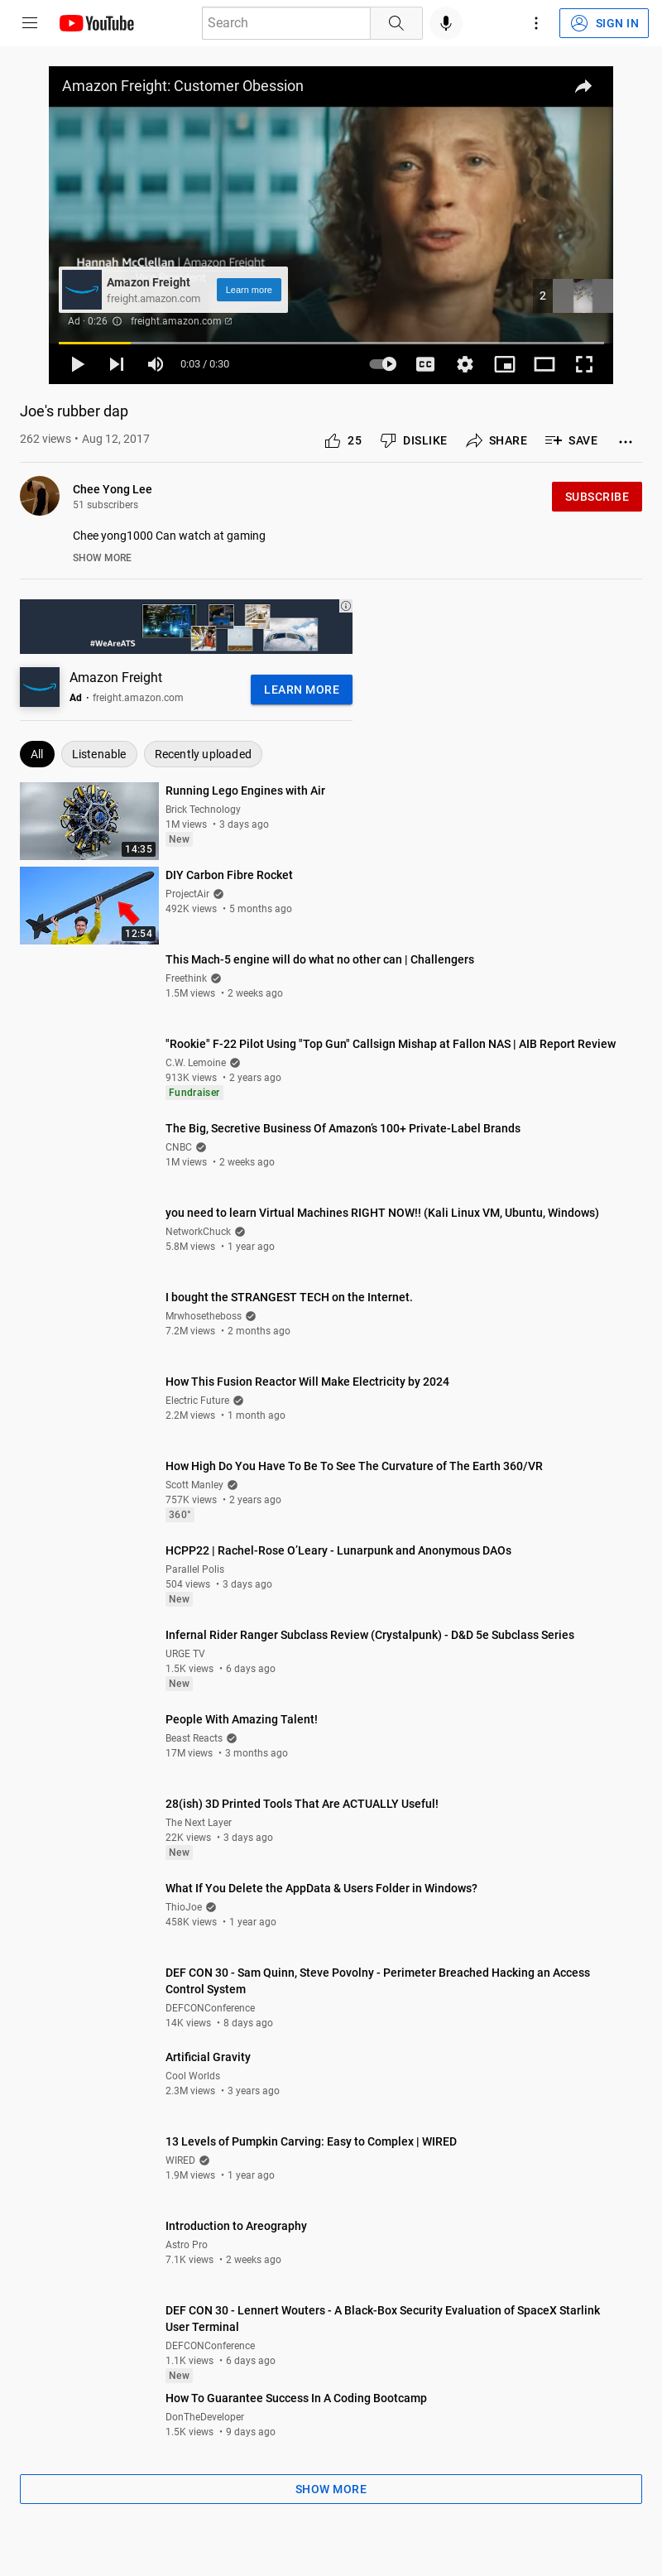 YouTube
Search
SIGN IN
Amazon Freight: Customer Obession
Hannah McClellan | Amazon Freight
Amazon Freight
freight.amazon.com
Learn more
2
Ad · 0:26 freight.amazon.com
0:03 / 0:30
CC
Joe's rubber dap
262 views • Aug 12, 2017
25 DISLIKE SHARE SAVE
Chee Yong Lee
51 subscribers
SUBSCRIBE
Chee yong1000 Can watch at gaming
SHOW MORE
#WeAreATS
Amazon Freight
Ad · freight.amazon.com
LEARN MORE
All Listenable Recently uploaded
14:35
Running Lego Engines with Air
Brick Technology
1M views • 3 days ago
New
12:54
DIY Carbon Fibre Rocket
ProjectAir
492K views • 5 months ago
This Mach-5 engine will do what no other can | Challengers
Freethink
1.5M views • 2 weeks ago
"Rookie" F-22 Pilot Using "Top Gun" Callsign Mishap at Fallon NAS | AIB Report Review
C.W. Lemoine
913K views • 2 years ago
Fundraiser
The Big, Secretive Business Of Amazon's 100+ Private-Label Brands
CNBC
1M views • 2 weeks ago
you need to learn Virtual Machines RIGHT NOW!! (Kali Linux VM, Ubuntu, Windows)
NetworkChuck
5.8M views • 1 year ago
I bought the STRANGEST TECH on the Internet.
Mrwhosetheboss
7.2M views • 2 months ago
How This Fusion Reactor Will Make Electricity by 2024
Electric Future
2.2M views • 1 month ago
How High Do You Have To Be To See The Curvature of The Earth 360/VR
Scott Manley
757K views • 2 years ago
360°
HCPP22 | Rachel-Rose O'Leary - Lunarpunk and Anonymous DAOs
Parallel Polis
504 views • 3 days ago
New
Infernal Rider Ranger Subclass Review (Crystalpunk) - D&D 5e Subclass Series
URGE TV
1.5K views • 6 days ago
New
People With Amazing Talent!
Beast Reacts
17M views • 3 months ago
28(ish) 3D Printed Tools That Are ACTUALLY Useful!
The Next Layer
22K views • 3 days ago
New
What If You Delete the AppData & Users Folder in Windows?
ThioJoe
458K views • 1 year ago
DEF CON 30 - Sam Quinn, Steve Povolny - Perimeter Breached Hacking an Access
Control System
DEFCONConference
14K views • 8 days ago
Artificial Gravity
Cool Worlds
2.3M views • 3 years ago
13 Levels of Pumpkin Carving: Easy to Complex | WIRED
WIRED
1.9M views • 1 year ago
Introduction to Areography
Astro Pro
7.1K views • 2 weeks ago
DEF CON 30 - Lennert Wouters - A Black-Box Security Evaluation of SpaceX Starlink
User Terminal
DEFCONConference
1.1K views • 6 days ago
New
How To Guarantee Success In A Coding Bootcamp
DonTheDeveloper
1.5K views • 9 days ago
SHOW MORE